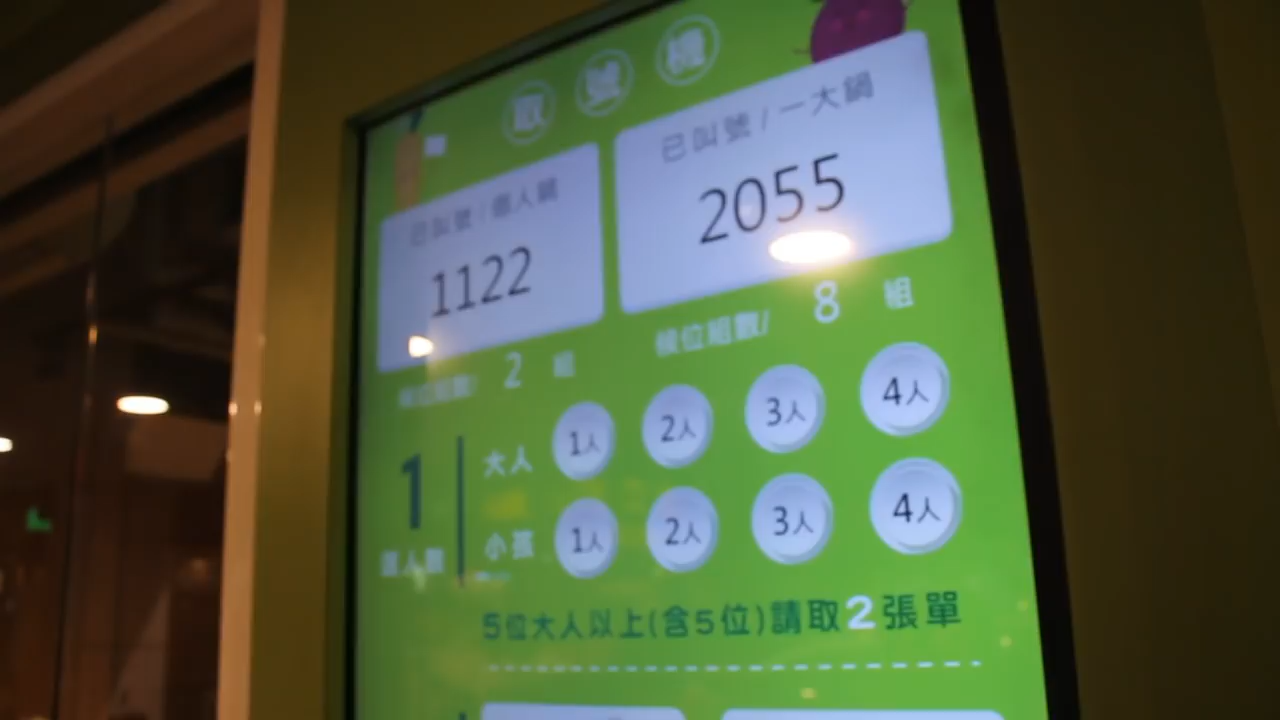 取號機
已叫號/個人鍋
1122
已叫號/一大鍋
2055
候位組數/ 2 組
候位組數/ 8 組
1
總人數
大人 1人 2人 3人 4人
小孩 1人 2人 3人 4人
5位大人以上(含5位)請取2張單